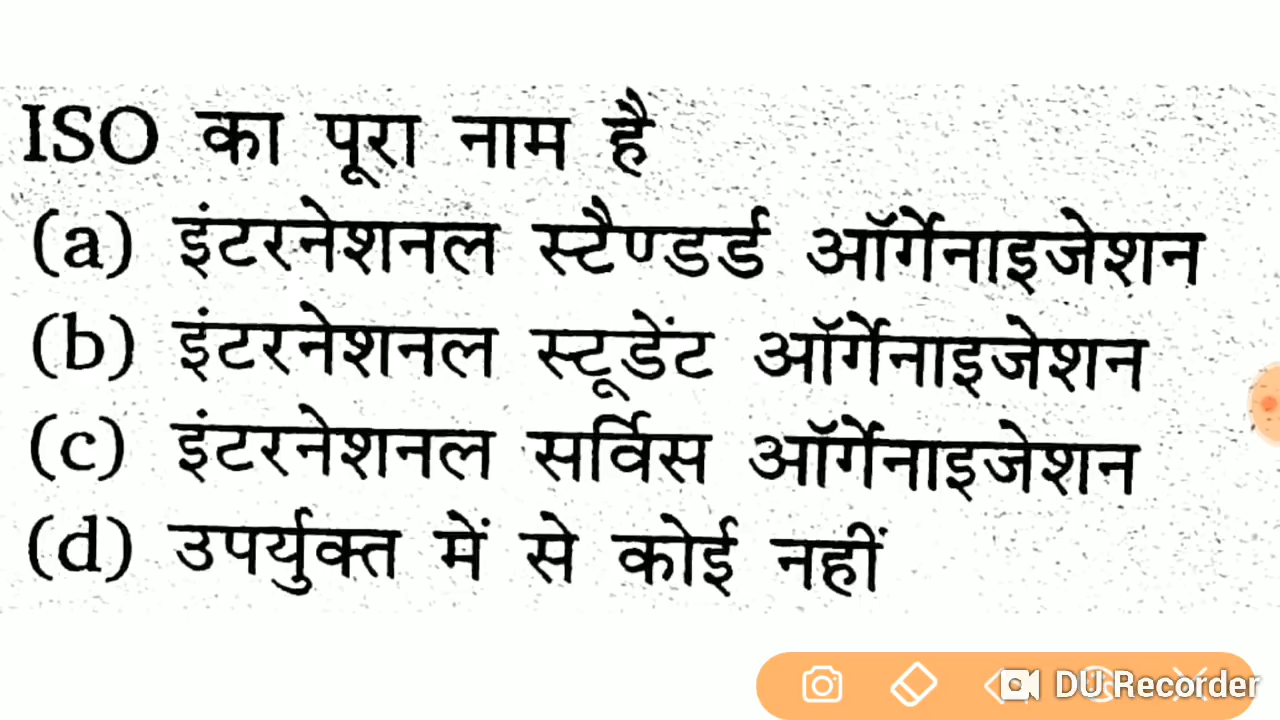 ISO का पूरा नाम है
(a) इंटरनेशनल स्टैण्डर्ड ऑर्गेनाइजेशन
(b) इंटरनेशनल स्टूडेंट ऑर्गेनाइजेशन
(c) इंटरनेशनल सर्विस ऑर्गेनाइजेशन
(d) उपर्युक्त में से कोई नहीं
DU Recorder